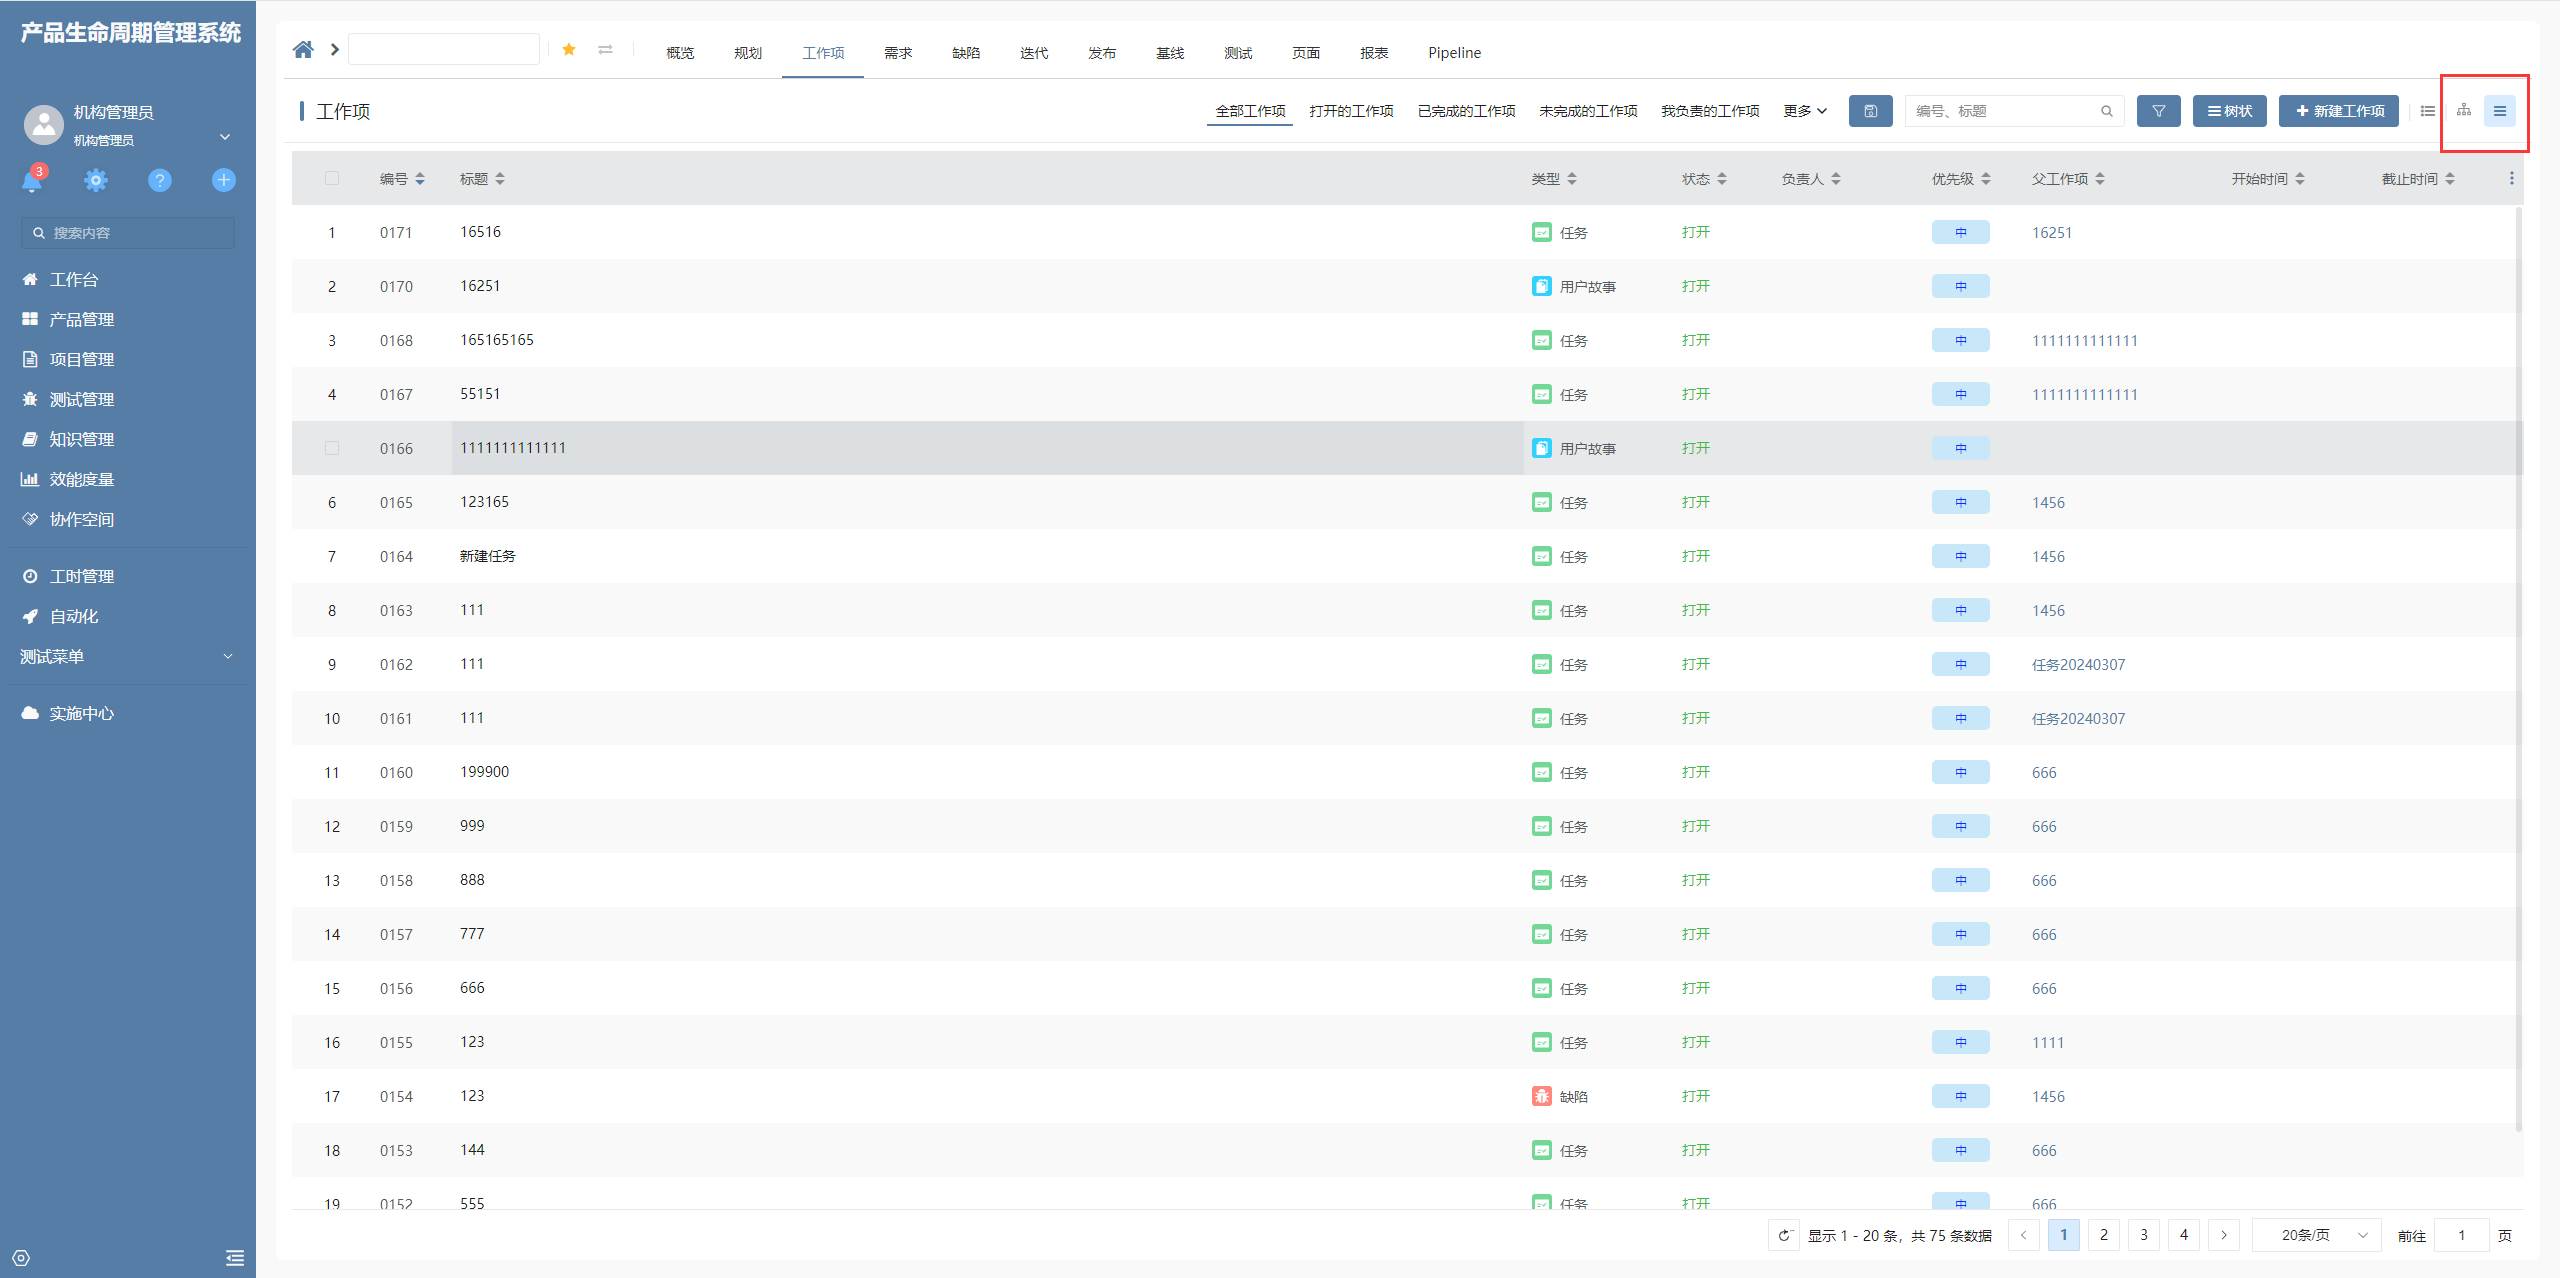 产品生命周期管理系统
机构管理员
机构管理员
3
搜索内容
工作台
产品管理
项目管理
测试管理
知识管理
效能度量
协作空间
工时管理
自动化
测试菜单
实施中心
概览 规划 工作项 需求 缺陷 迭代 发布 基线 测试 页面 报表 Pipeline
工作项 全部工作项 打开的工作项 已完成的工作项 未完成的工作项 我负责的工作项 更多 编号、标题 树状 新建工作项
编号 标题 类型 状态 负责人 优先级 父工作项 开始时间 截止时间
1 0171 16516 任务 打开 中 16251
2 0170 16251 用户故事 打开 中
3 0168 165165165 任务 打开 中 1111111111111
4 0167 55151 任务 打开 中 1111111111111
0166 1111111111111 用户故事 打开 中
6 0165 123165 任务 打开 中 1456
7 0164 新建任务 任务 打开 中 1456
8 0163 111 任务 打开 中 1456
9 0162 111 任务 打开 中 任务20240307
10 0161 111 任务 打开 中 任务20240307
11 0160 199900 任务 打开 中 666
12 0159 999 任务 打开 中 666
13 0158 888 任务 打开 中 666
14 0157 777 任务 打开 中 666
15 0156 666 任务 打开 中 666
16 0155 123 任务 打开 中 1111
17 0154 123 缺陷 打开 中 1456
18 0153 144 任务 打开 中 666
19 0152 555 任务 打开 中 666
显示 1 - 20 条，共 75 条数据 1 2 3 4 20条/页 前往 1 页